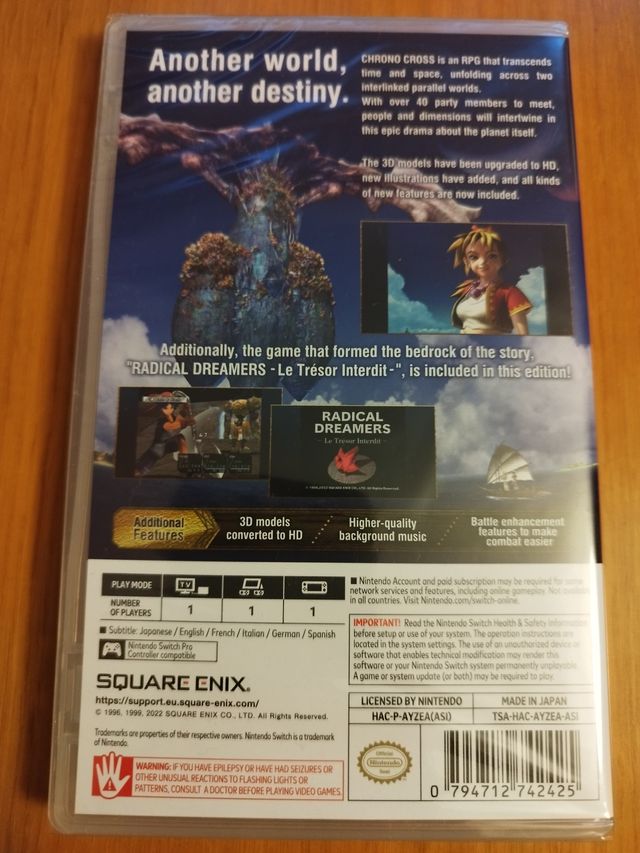 Another world,
another destiny.
CHRONO CROSS is an RPG that transcends
time and space, unfolding across two
interlinked parallel worlds.
With over 40 party members to meet,
people and dimensions will intertwine in
this epic drama about the planet itself.
The 3D models have been upgraded to HD,
new illustrations have added, and all kinds
of new features are now included.
Additionally, the game that formed the bedrock of the story,
"RADICAL DREAMERS - Le Trésor Interdit -", is included in this edition!
RADICAL
DREAMERS
- Le Trésor Interdit -
Additional
Features
3D models
converted to HD
Higher-quality
background music
Battle enhancement
features to make
combat easier
PLAY MODE
TV
NUMBER
OF PLAYERS
1
1
1
■ Subtitle: Japanese / English / French / Italian / German / Spanish
Nintendo Switch Pro
Controller compatible
SQUARE ENIX®
https://support.eu.square-enix.com/
© 1996, 1999, 2022 SQUARE ENIX CO., LTD. All Rights Reserved.
Trademarks are properties of their respective owners. Nintendo Switch is a trademark
of Nintendo.
WARNING: IF YOU HAVE EPILEPSY OR HAVE HAD SEIZURES OR
OTHER UNUSUAL REACTIONS TO FLASHING LIGHTS OR
PATTERNS, CONSULT A DOCTOR BEFORE PLAYING VIDEO GAMES.
■ Nintendo Account and paid subscription may be required for some
network services and features, including online gameplay. Not available
in all countries. Visit Nintendo.com/switch-online.
IMPORTANT! Read the Nintendo Switch Health & Safety Information
before setup or use of your system. The operation instructions are
located in the system settings. The use of an unauthorized device or
software that enables technical modification may render this
software or your Nintendo Switch system permanently unplayable.
A game or system update (or both) may be required to play.
LICENSED BY NINTENDO
MADE IN JAPAN
HAC-P-AYZEA(ASI)
TSA-HAC-AYZEA-ASI
Official
Nintendo
Seal
0 794712 742425